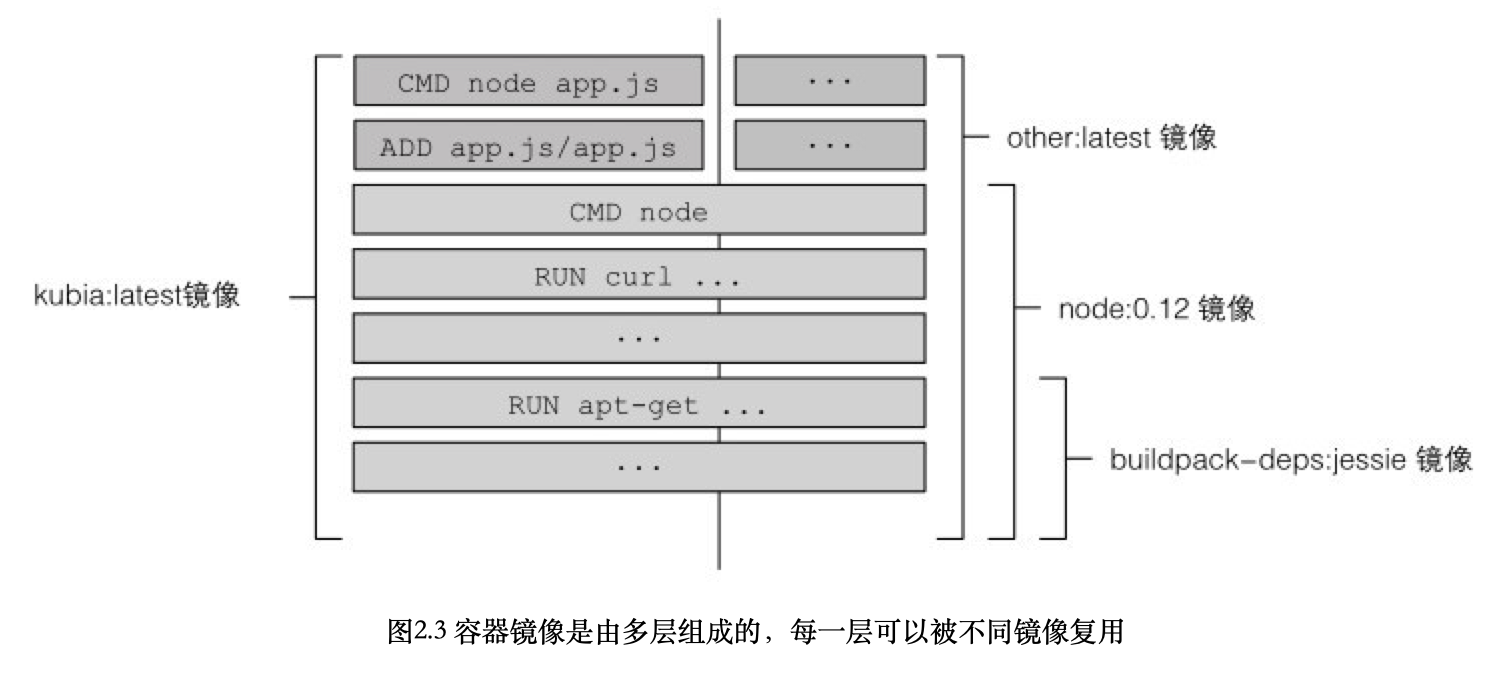 CMD node app.js
...
ADD app.js/app.js
...
other:latest 镜像
CMD node
RUN curl ...
kubia:latest镜像
node:0.12 镜像
...
RUN apt-get ...
...
buildpack-deps:jessie 镜像
图2.3 容器镜像是由多层组成的，每一层可以被不同镜像复用